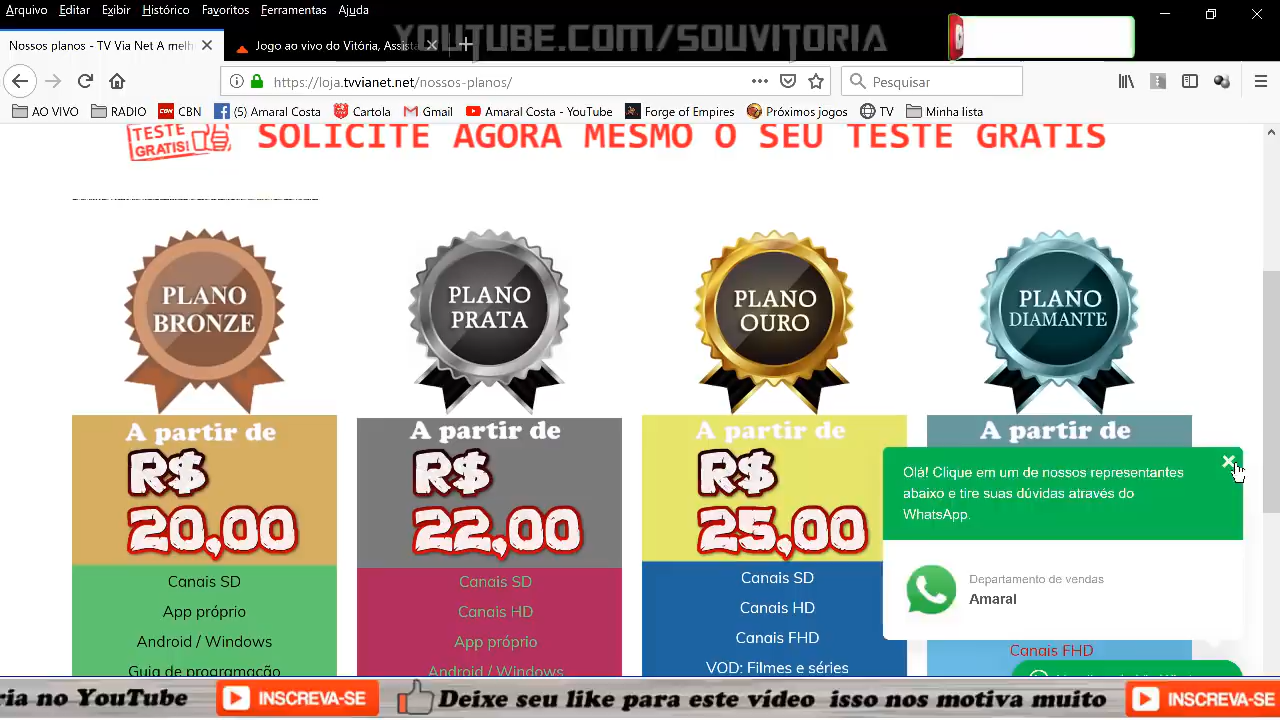 Arquivo Editar Exibir Histórico Favoritos Ferramentas Ajuda
YOUTUBE.COM/SOUVITORIA
Nossos planos - TV Via Net A melh
Jogo ao vivo do Vitória, Assista
https://loja.tvvianet.net/nossos-planos/
Pesquisar
AO VIVO RADIO CBN (5) Amaral Costa Cartola Gmail Amaral Costa - YouTube Forge of Empires Próximos jogos TV Minha lista
TESTE GRATIS!
SOLICITE AGORA MESMO O SEU TESTE GRATIS
PLANO BRONZE
PLANO PRATA
PLANO OURO
PLANO DIAMANTE
A partir de
R$
20,00
Canais SD
App próprio
Android / Windows
Guia de programação
A partir de
R$
22,00
Canais SD
Canais HD
App próprio
Android / Windows
A partir de
R$
25,00
Canais SD
Canais HD
Canais FHD
VOD: Filmes e séries
A partir de
Canais FHD
Olá! Clique em um de nossos representantes
abaixo e tire suas dúvidas através do
WhatsApp.
Departamento de vendas
Amaral
ria no YouTube INSCREVA-SE Deixe seu like para este vídeo isso nos motiva muito INSCREVA-SE